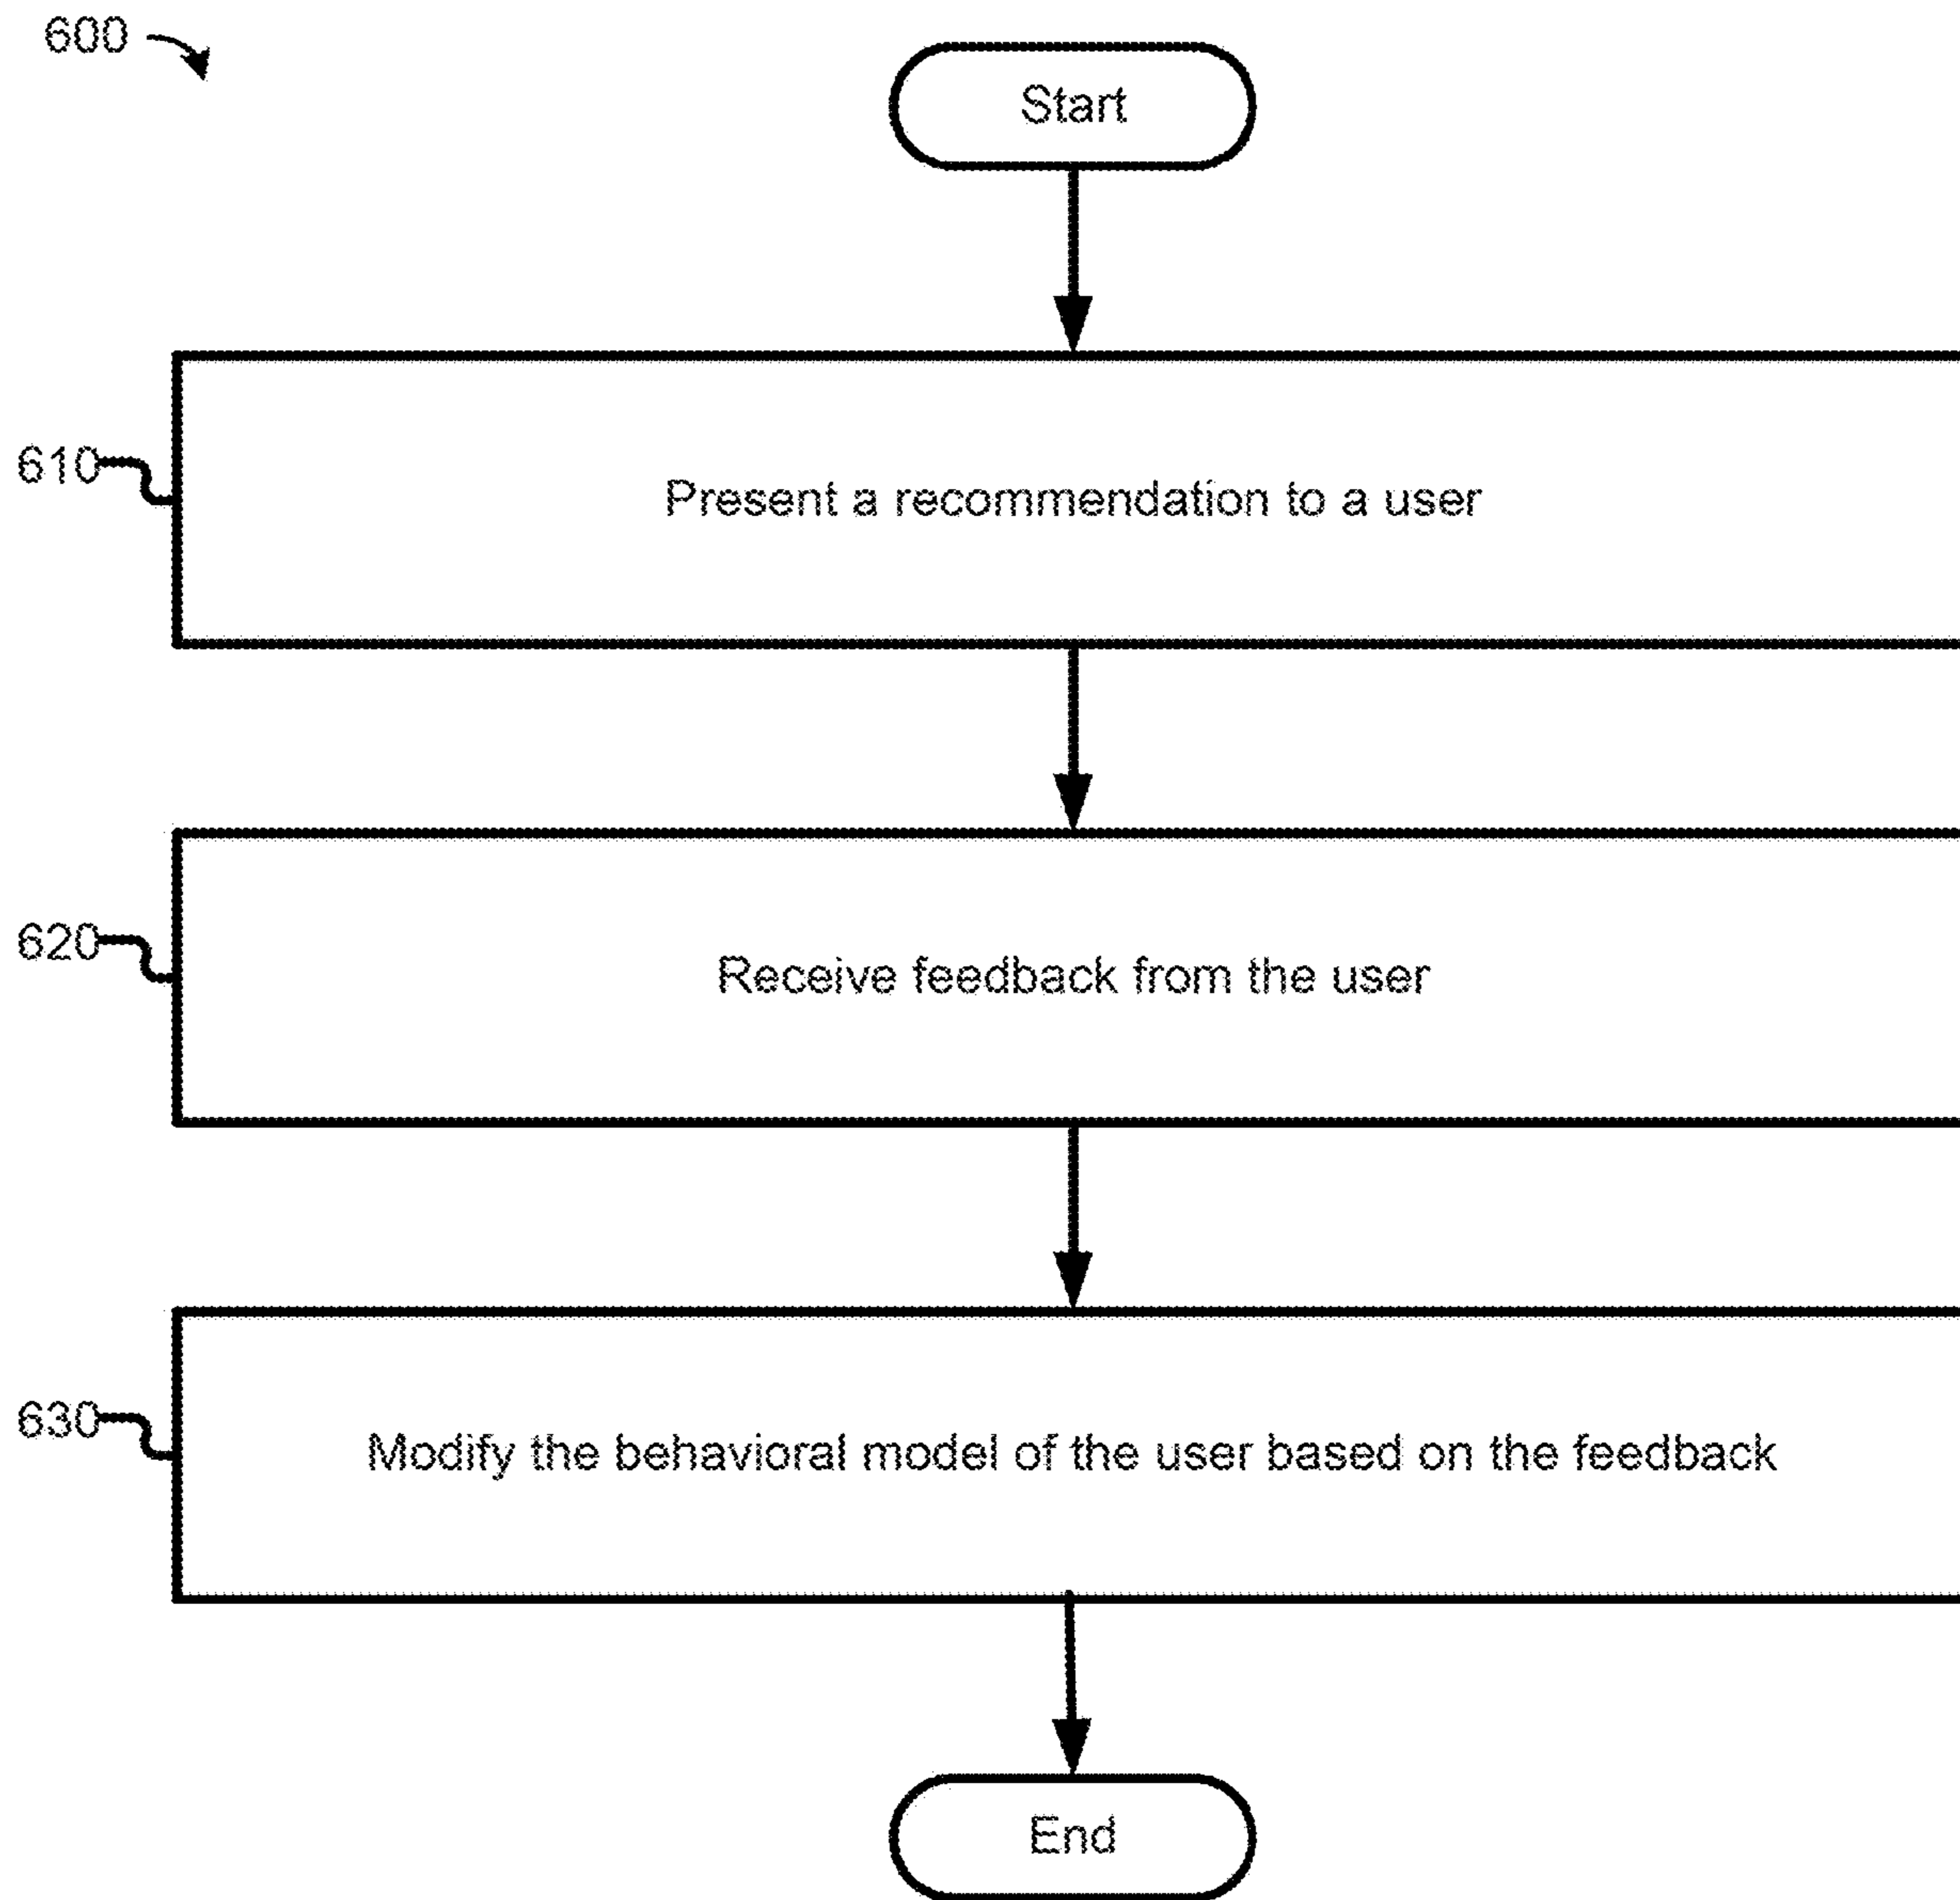 600
Start
610
Present a recommendation to a user
620
Receive feedback from the user
630
Modify the behavioral model of the user based on the feedback
End